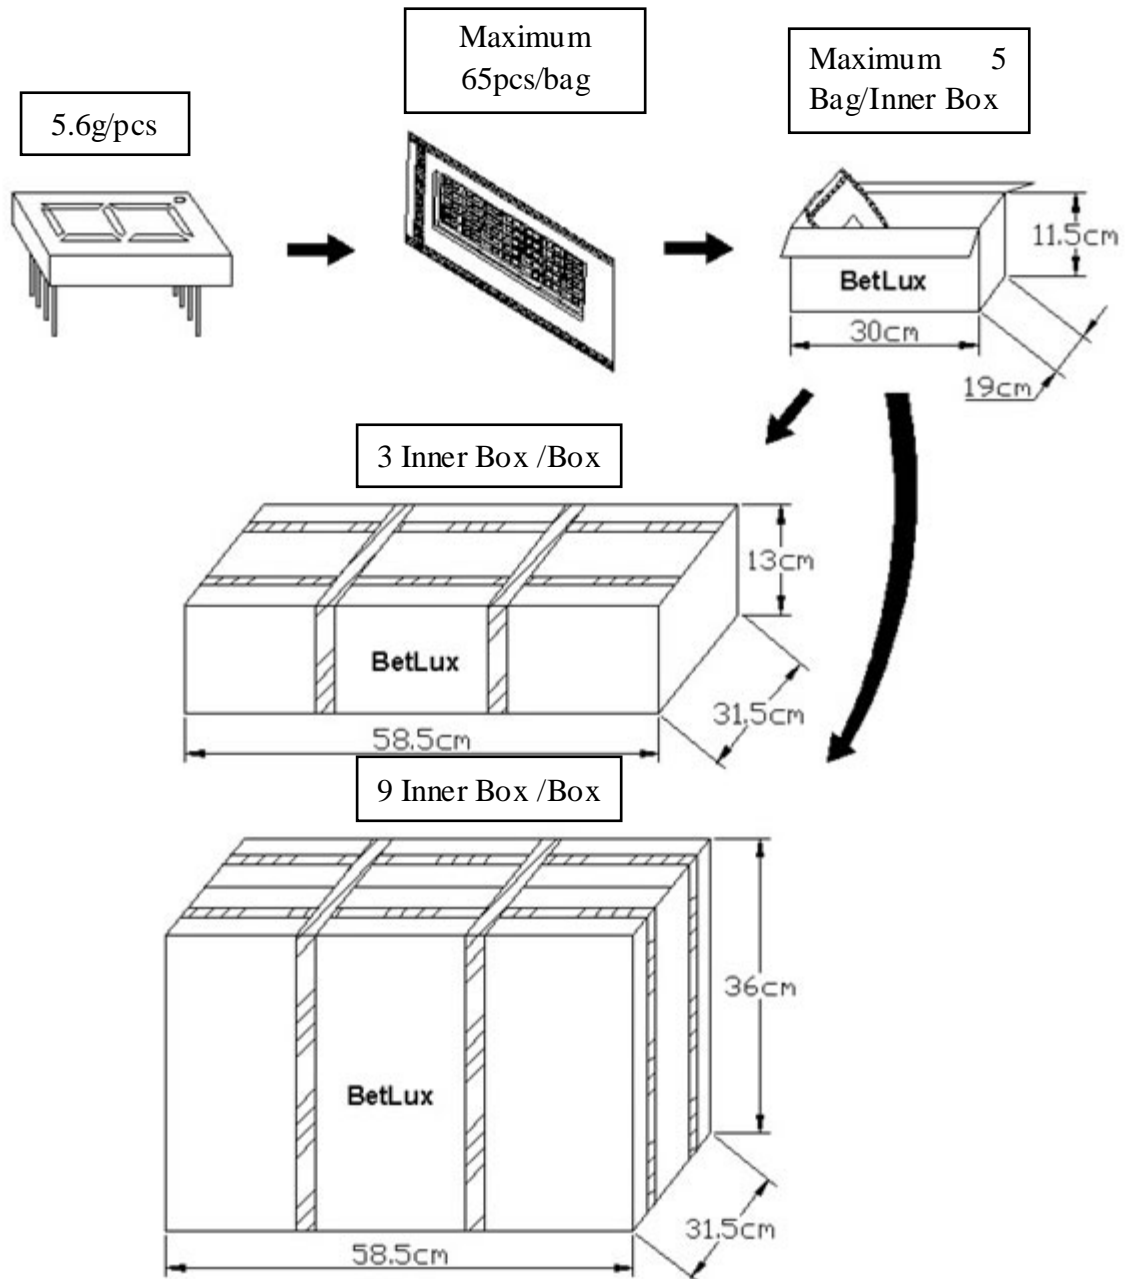 5.6g/pcs
Maximum
65pcs/bag
Maximum 5
Bag/Inner Box
BetLux
11.5cm
30cm
19cm
3 Inner Box /Box
BetLux
13cm
31.5cm
58.5cm
9 Inner Box /Box
BetLux
36cm
31.5cm
58.5cm